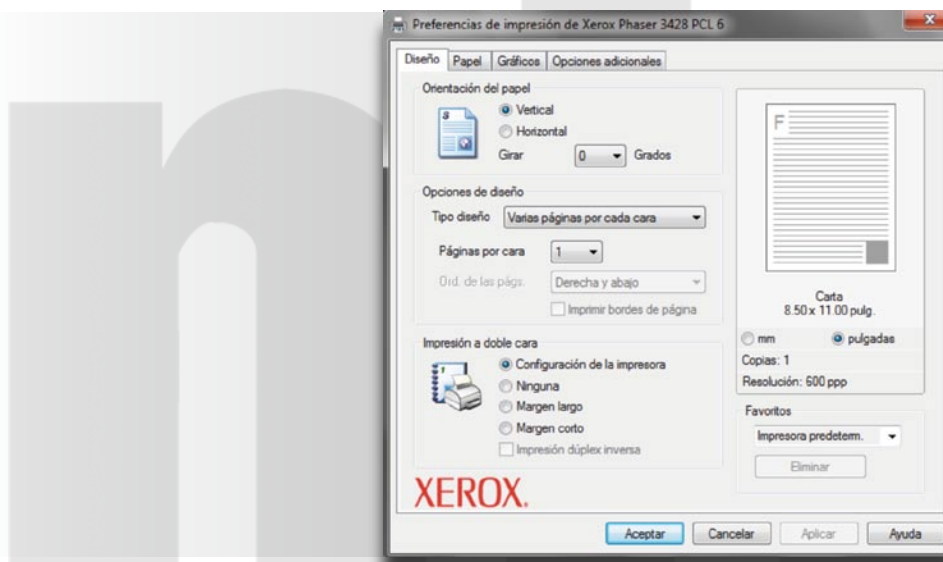 Preferencias de impresión de Xerox Phaser 3428 PCL 6
Diseño Papel Gráficos Opciones adicionales
Orientación del papel
Vertical
Horizontal
Girar 0 Grados
Opciones de diseño
Tipo diseño Varias páginas por cada cara
Páginas por cara 1
Ord. de las págs. Derecha y abajo
Imprimir bordes de página
Impresión a doble cara
Configuración de la impresora
Ninguna
Margen largo
Margen corto
Impresión dúplex inversa
XEROX.
F
Carta
8.50 x 11.00 pulg.
mm pulgadas
Copias: 1
Resolución: 600 ppp
Favoritos
Impresora predeterm.
Eliminar
Aceptar Cancelar Aplicar Ayuda